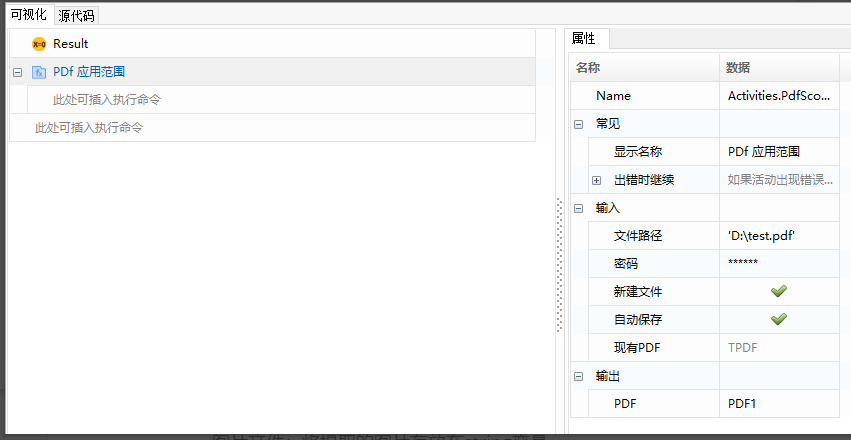 可视化 源代码
Result
PDf 应用范围
此处可插入执行命令
此处可插入执行命令
属性
名称 数据
Name Activities.PdfSco...
常见
显示名称 PDf 应用范围
出错时继续 如果活动出现错误...
输入
文件路径 'D:\test.pdf'
密码 ******
新建文件
自动保存
现有PDF TPDF
输出
PDF PDF1